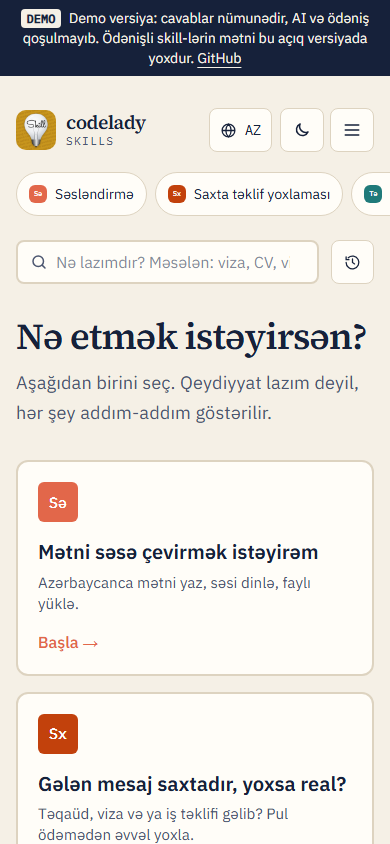 DEMO Demo versiya: cavablar nümunədir, AI və ödəniş
qoşulmayıb. Ödənişli skill-lərin mətni bu açıq versiyada
yoxdur. GitHub
Skill
codelady
SKILLS
AZ
Sə Səsləndirmə
Sx Saxta təklif yoxlaması
Tə
Nə lazımdır? Məsələn: viza, CV, v
Nə etmək istəyirsən?
Aşağıdan birini seç. Qeydiyyat lazım deyil,
hər şey addım-addım göstərilir.
Sə
Mətni səsə çevirmək istəyirəm
Azərbaycanca mətni yaz, səsi dinlə, faylı
yüklə.
Başla →
Sx
Gələn mesaj saxtadır, yoxsa real?
Təqaüd, viza və ya iş təklifi gəlib? Pul
ödəmədən əvvəl yoxla.